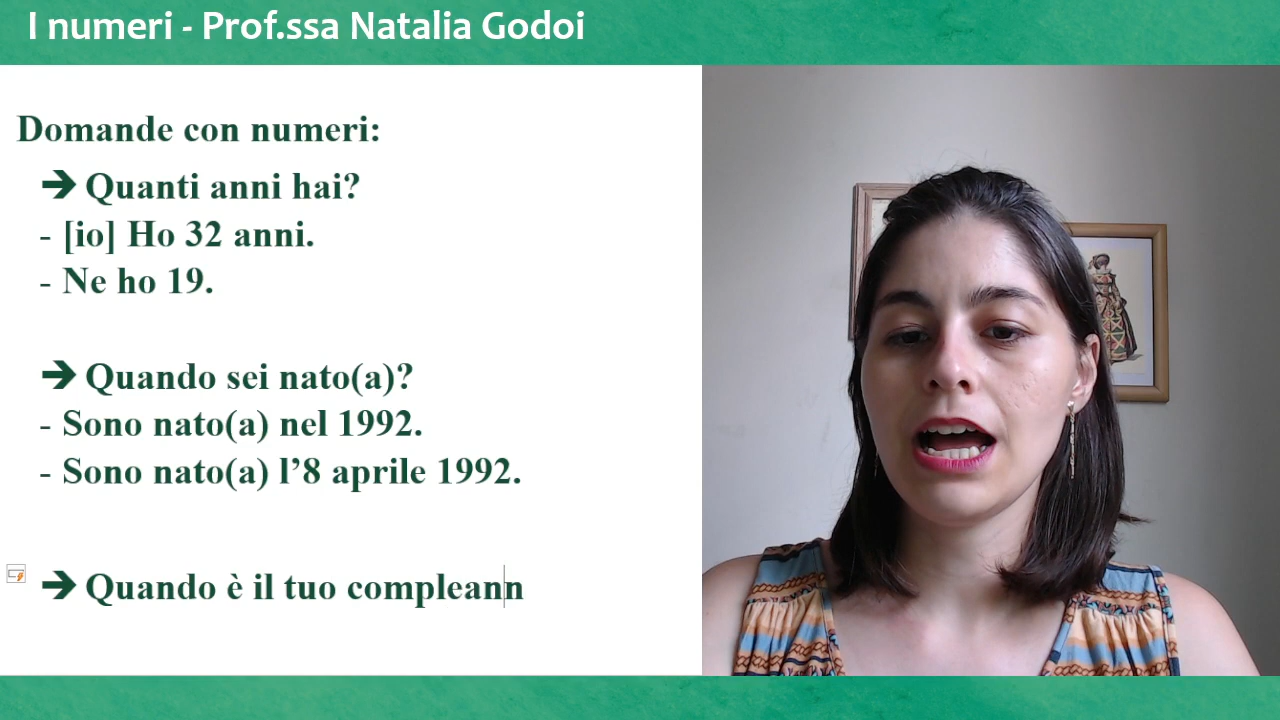 I numeri - Prof.ssa Natalia Godoi
Domande con numeri:
➔ Quanti anni hai?
- [io] Ho 32 anni.
- Ne ho 19.
➔ Quando sei nato(a)?
- Sono nato(a) nel 1992.
- Sono nato(a) l’8 aprile 1992.
➔ Quando è il tuo compleann